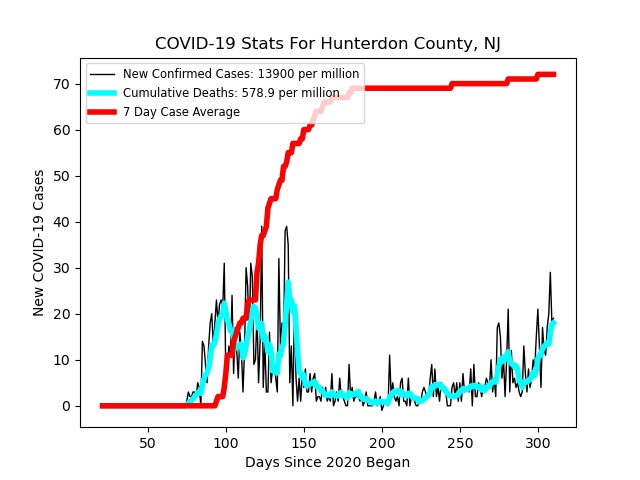 COVID-19 Stats For Hunterdon County, NJ
New Confirmed Cases: 13900 per million
Cumulative Deaths: 578.9 per million
7 Day Case Average
New COVID-19 Cases
70
60
50
40
30
20
10
0
50 100 150 200 250 300
Days Since 2020 Began